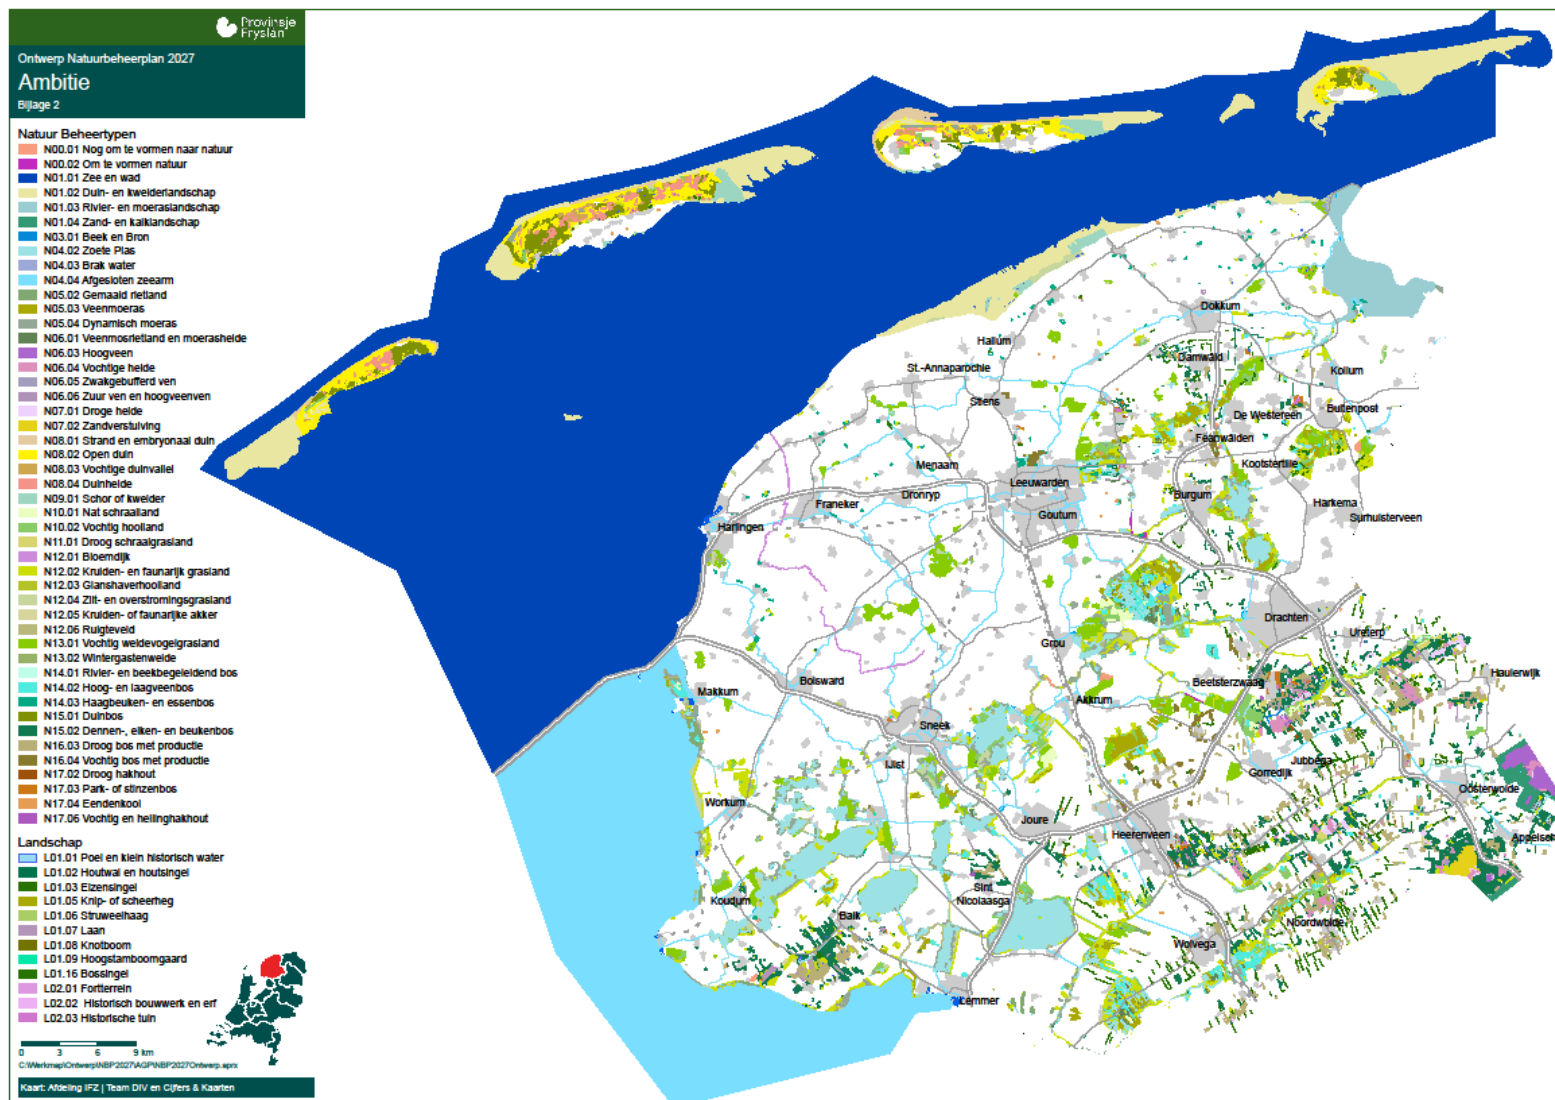 Provinsje
Fryslân
Ontwerp Natuurbeheerplan 2027
Ambitie
Bijlage 2
Natuur Beheertypen
N00.01 Nog om te vormen naar natuur
N00.02 Om te vormen natuur
N01.01 Zee en wad
N01.02 Duin- en kwelderlandschap
N01.03 Rivier- en moeraslandschap
N01.04 Zand- en kalklandschap
N03.01 Beek en Bron
N04.02 Zoete Plas
N04.03 Brak water
N04.04 Afgesloten zeearm
N05.02 Gemaaid rietland
N05.03 Veenmoeras
N05.04 Dynamisch moeras
N06.01 Veenmosrietland en moerasheide
N06.03 Hoogveen
N06.04 Vochtige heide
N06.05 Zwakgebufferd ven
N06.06 Zuur ven en hoogveenven
N07.01 Droge heide
N07.02 Zandverstuiving
N08.01 Strand en embryonaal duin
N08.02 Open duin
N08.03 Vochtige duinvallei
N08.04 Duinheide
N09.01 Schor of kwelder
N10.01 Nat schraalland
N10.02 Vochtig hooiland
N11.01 Droog schraalgrasland
N12.01 Bloemdijk
N12.02 Kruiden- en faunarijk grasland
N12.03 Glanshaverhooiland
N12.04 Zilt- en overstromingsgrasland
N12.05 Kruiden- of faunarijke akker
N12.06 Ruigteveld
N13.01 Vochtig weidevogelgrasland
N13.02 Wintergastenweide
N14.01 Rivier- en beekbegeleidend bos
N14.02 Hoog- en laagveenbos
N14.03 Haagbeuken- en essenbos
N15.01 Duinbos
N15.02 Dennen-, eiken- en beukenbos
N16.03 Droog bos met productie
N16.04 Vochtig bos met productie
N17.02 Droog hakhout
N17.03 Park- of stinzenbos
N17.04 Eendenkooi
N17.06 Vochtig en hellinghakhout
Landschap
L01.01 Poel en klein historisch water
L01.02 Houtwal en houtsingel
L01.03 Elzensingel
L01.05 Knip- of scheerheg
L01.06 Struweelhaag
L01.07 Laan
L01.08 Knotboom
L01.09 Hoogstamboomgaard
L01.16 Bossingel
L02.01 Fortterrein
L02.02 Historisch bouwwerk en erf
L02.03 Historische tuin
0 3 6 9 km
C:\Werkmap\Ontwerp\NBP2027\AGP\NBP2027Ontwerp.aprx
Kaart: Afdeling IFZ | Team DIV en Cijfers & Kaarten
Dokkum
Hallum
Damwâld
St.-Annaparochie
Kollum
Stiens
De Westereen
Buitenpost
Feanwâlden
Menaam
Kootstertille
Leeuwarden
Dronryp
Burgum
Franeker
Harkema
Goutum
Surhuisterveen
Harlingen
Drachten
Ureterp
Grou
Haulerwijk
Beetsterzwaag
Bolsward
Makkum
Akkrum
Sneek
Jubbega
IJlst
Gorredijk
Oosterwolde
Workum
Joure
Heerenveen
Appelscha
Sint
Nicolaasga
Koudum
Balk
Noordwolde
Wolvega
Lemmer